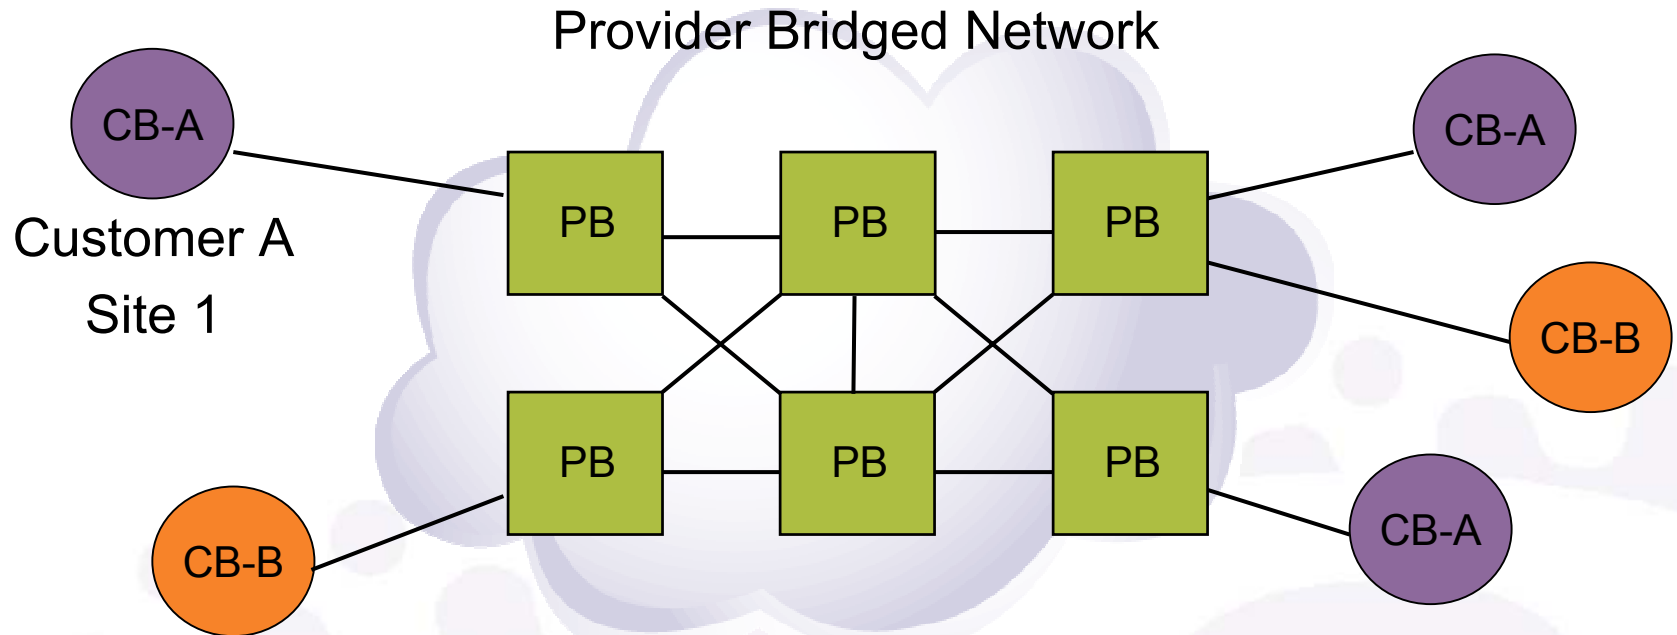 Provider Bridged Network
CB-A
CB-A
PB
PB
PB
Customer A
Site 1
CB-B
PB
PB
PB
CB-A
CB-B